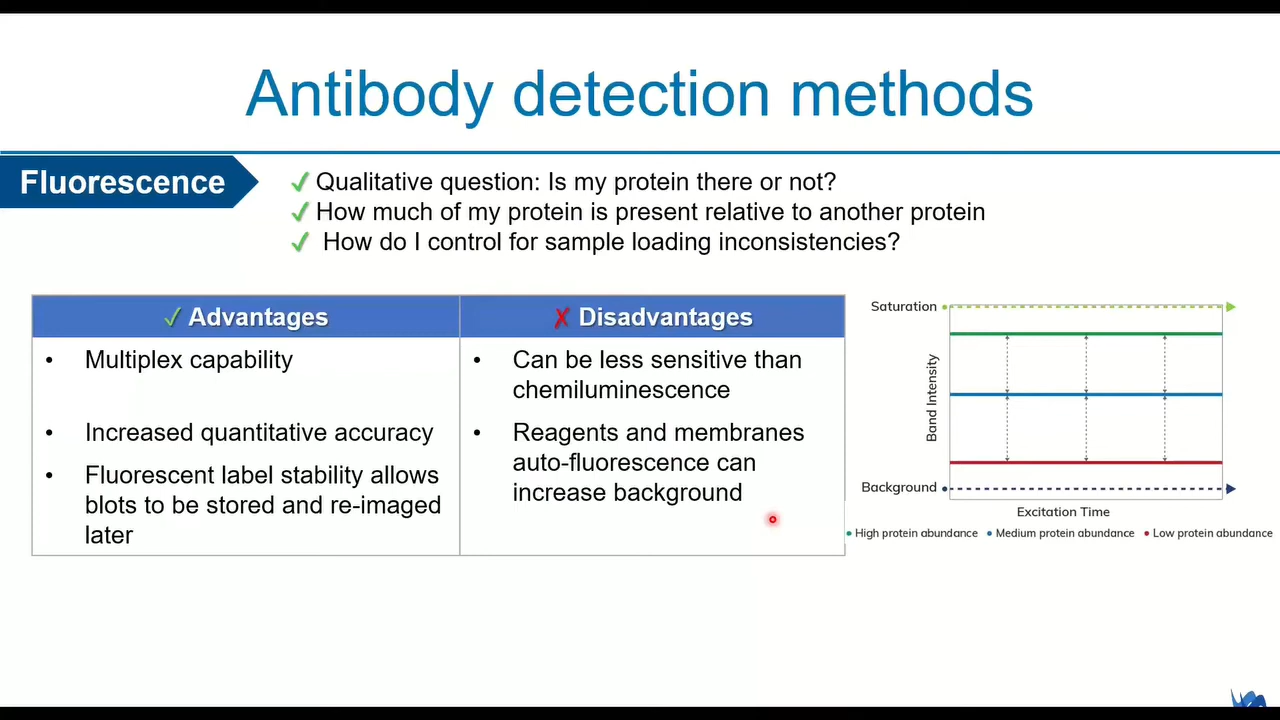 Antibody detection methods
Fluorescence
✓ Qualitative question: Is my protein there or not?
✓ How much of my protein is present relative to another protein
✓ How do I control for sample loading inconsistencies?
✓ Advantages
• Multiplex capability
• Increased quantitative accuracy
• Fluorescent label stability allows
blots to be stored and re-imaged
later
✗ Disadvantages
• Can be less sensitive than
chemiluminescence
• Reagents and membranes
auto-fluorescence can
increase background
Saturation
Band Intensity
Background
Excitation Time
• High protein abundance • Medium protein abundance • Low protein abundance